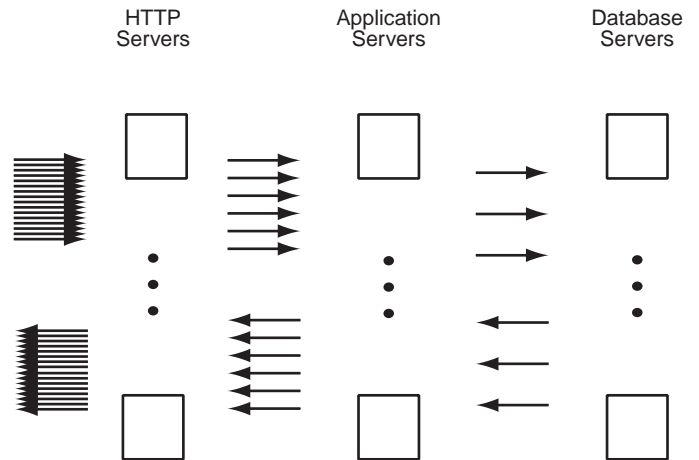 HTTP
Servers
Application
Servers
Database
Servers